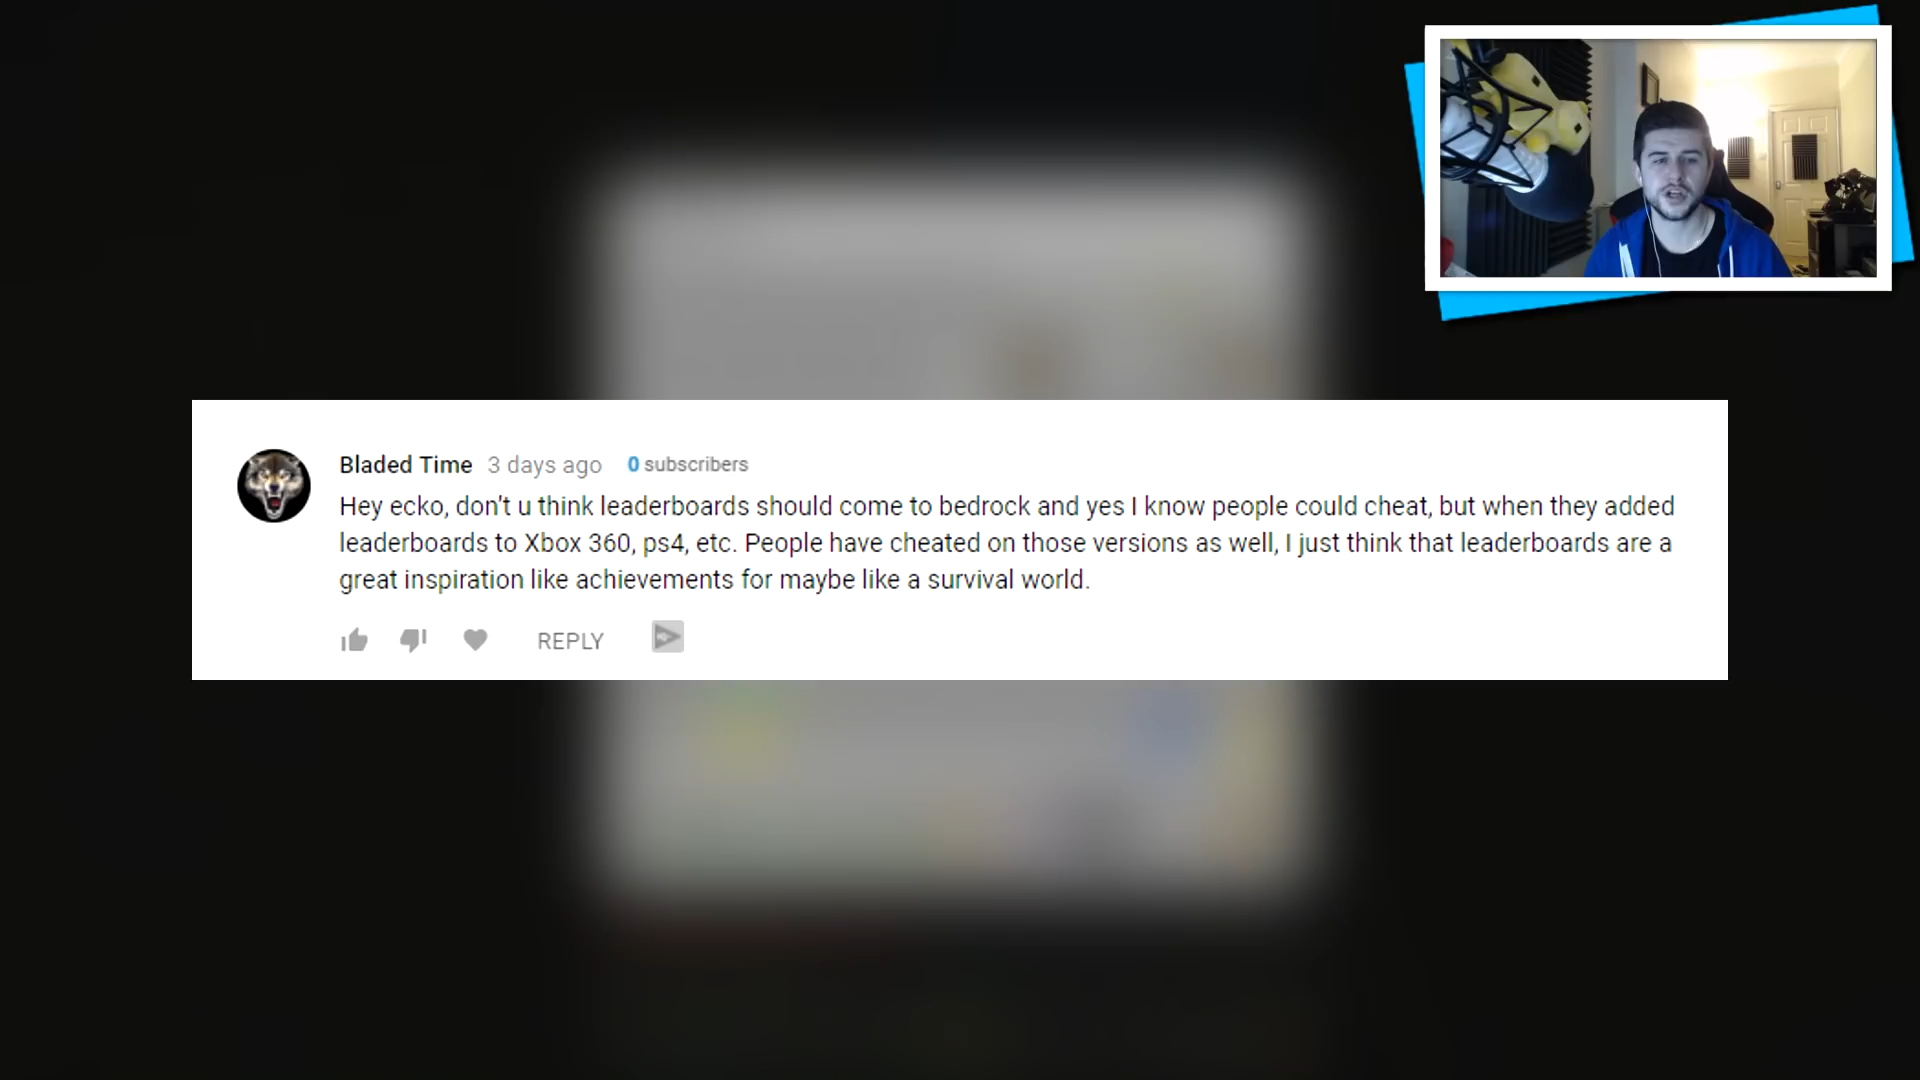 Bladed Time 3 days ago 0 subscribers
Hey ecko, don't u think leaderboards should come to bedrock and yes I know people could cheat, but when they added
leaderboards to Xbox 360, ps4, etc. People have cheated on those versions as well, I just think that leaderboards are a
great inspiration like achievements for maybe like a survival world.
REPLY